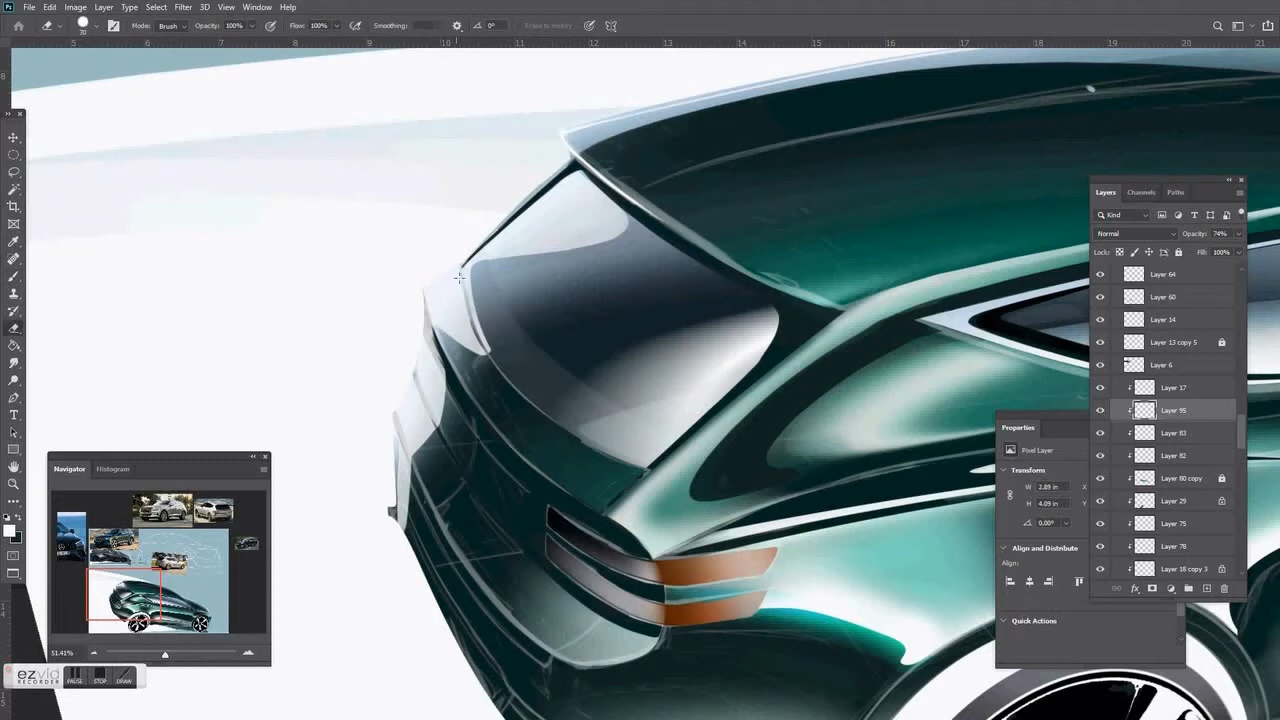 File Edit Image Layer Type Select Filter 3D View Window Help
70 Mode: Brush Opacity: 100% Flow: 100% Smoothing: 0° Erase to History
5 6 7 8 9 10 11 12 13 14 15 16 17 18 19 20 21
8
Layers Channels Paths
Kind
Normal Opacity: 74%
Lock: Fill: 100%
Layer 64
Layer 60
Layer 14
Layer 13 copy 5
Layer 6
Layer 17
Layer 95
Layer 83
Layer 82
Layer 80 copy
Layer 29
Layer 75
Layer 78
Layer 18 copy 3
Properties
Pixel Layer
Transform
W 2.89 in X
H 4.09 in Y
0.00°
Align and Distribute
Align:
Quick Actions
Navigator Histogram
51.41%
ezvid
RECORDER
PAUSE STOP DRAW